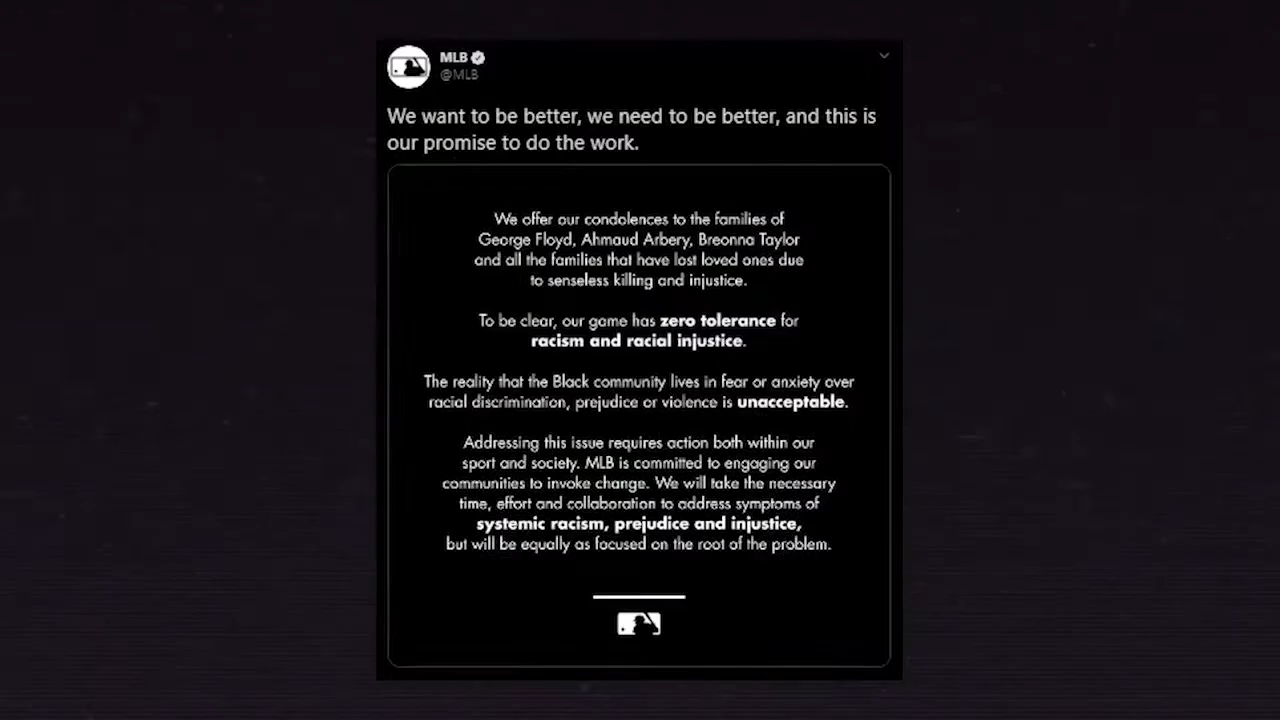 MLB
@MLB
We want to be better, we need to be better, and this is
our promise to do the work.
We offer our condolences to the families of
George Floyd, Ahmaud Arbery, Breonna Taylor
and all the families that have lost loved ones due
to senseless killing and injustice.
To be clear, our game has zero tolerance for
racism and racial injustice.
The reality that the Black community lives in fear or anxiety over
racial discrimination, prejudice or violence is unacceptable.
Addressing this issue requires action both within our
sport and society. MLB is committed to engaging our
communities to invoke change. We will take the necessary
time, effort and collaboration to address symptoms of
systemic racism, prejudice and injustice,
but will be equally as focused on the root of the problem.